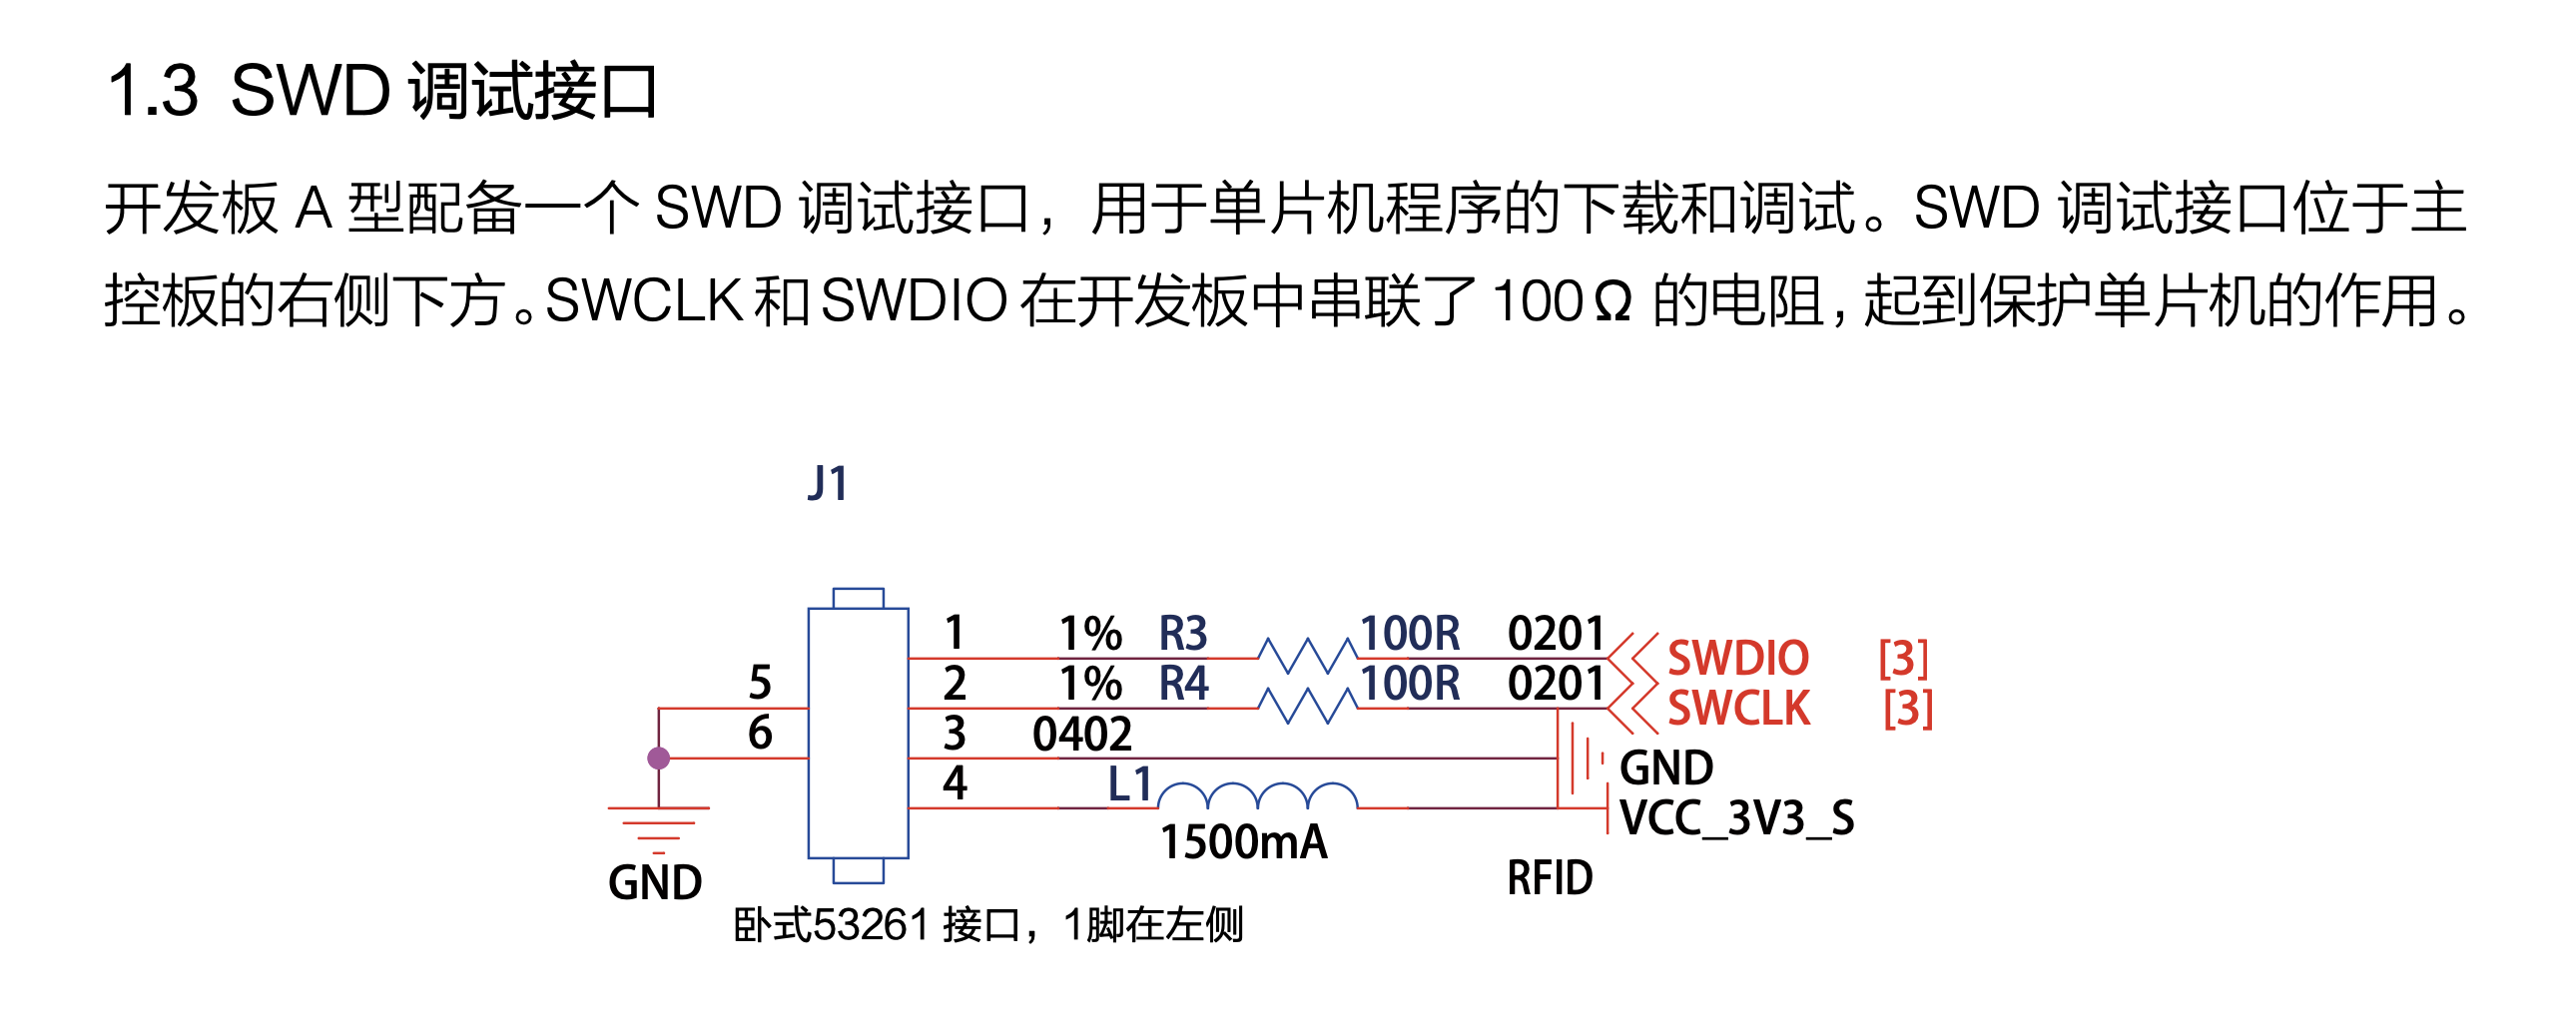 1.3 SWD 调试接口
开发板 A 型配备一个 SWD 调试接口，用于单片机程序的下载和调试。SWD 调试接口位于主
控板的右侧下方。SWCLK 和 SWDIO 在开发板中串联了 100Ω 的电阻，起到保护单片机的作用。
J1
1 1% R3 100R 0201 SWDIO [3]
5 2 1% R4 100R 0201 SWCLK [3]
6 3 0402 GND
4 L1 VCC_3V3_S
1500mA
GND RFID
卧式53261 接口，1脚在左侧